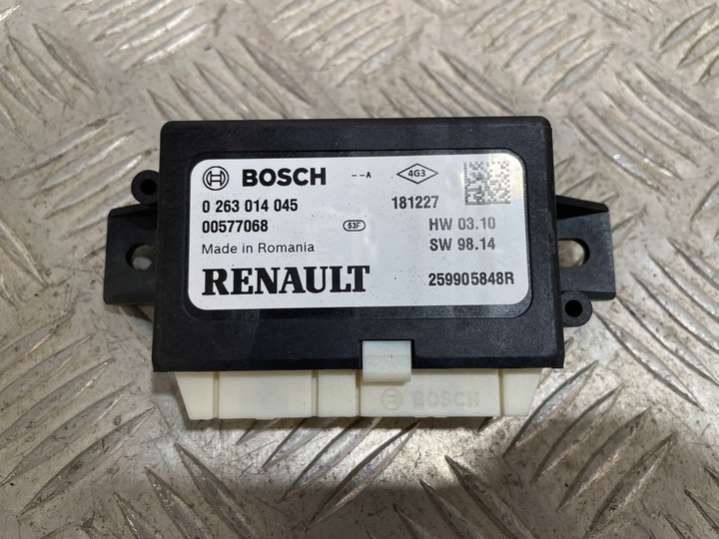 BOSCH --A 4G3
0 263 014 045 181227
00577068 63F HW 03.10
Made in Romania SW 98.14
RENAULT 259905848R
BOSCH